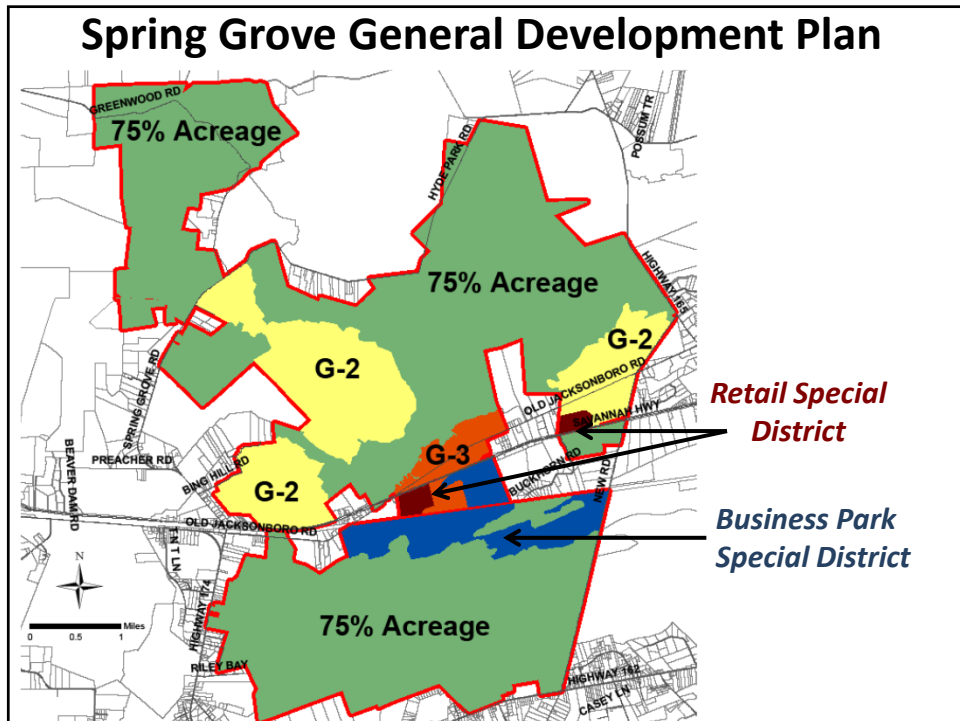 Spring Grove General Development Plan
GREENWOOD RD
75% Acreage
HYDE PARK RD
POSSUM TR
75% Acreage
HIGHWAY 165
G-2
G-2
SPRING GROVE RD
OLD JACKSONBORO RD
SAVANNAH HWY
Retail Special
District
BEAVER DAM RD
PREACHER RD
BING HILL RD
G-3
BUCKHORN RD
NEW RD
G-2
OLD JACKSONBORO RD
Business Park
Special District
T N T LN
HIGHWAY 174
N
Miles
0 0.5 1
75% Acreage
RILEY BAY
HIGHWAY 162
CASEY LN